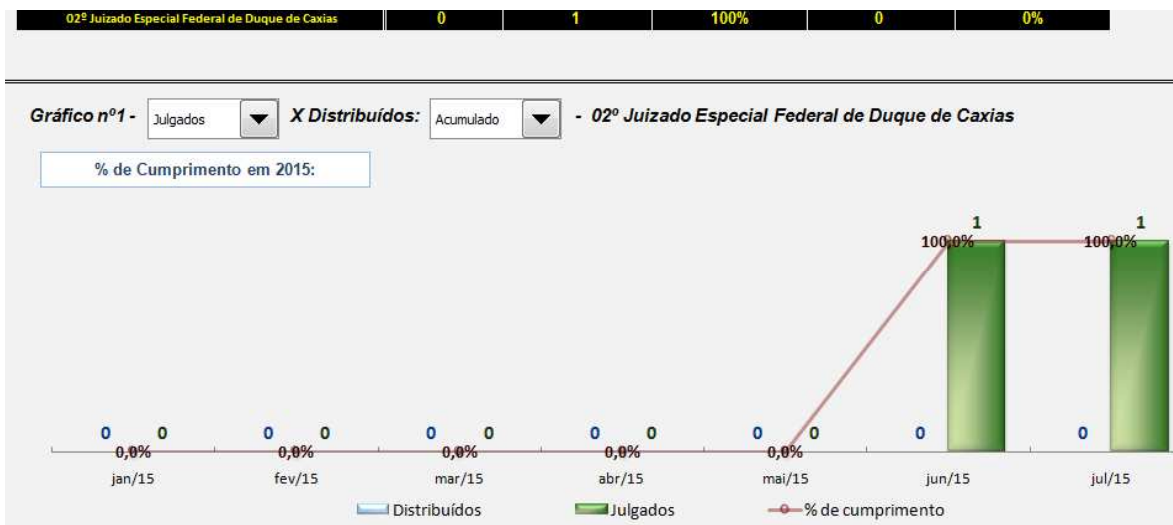 02º Juizado Especial Federal de Duque de Caxias 0 1 100% 0 0%
Gráfico nº1 - Julgados X Distribuídos: Acumulado - 02º Juizado Especial Federal de Duque de Caxias
% de Cumprimento em 2015:
1 1
100,0% 100,0%
0 0 0 0 0 0 0 0 0 0 0 0
0,0% 0,0% 0,0% 0,0% 0,0%
jan/15 fev/15 mar/15 abr/15 mai/15 jun/15 jul/15
Distribuídos Julgados % de cumprimento